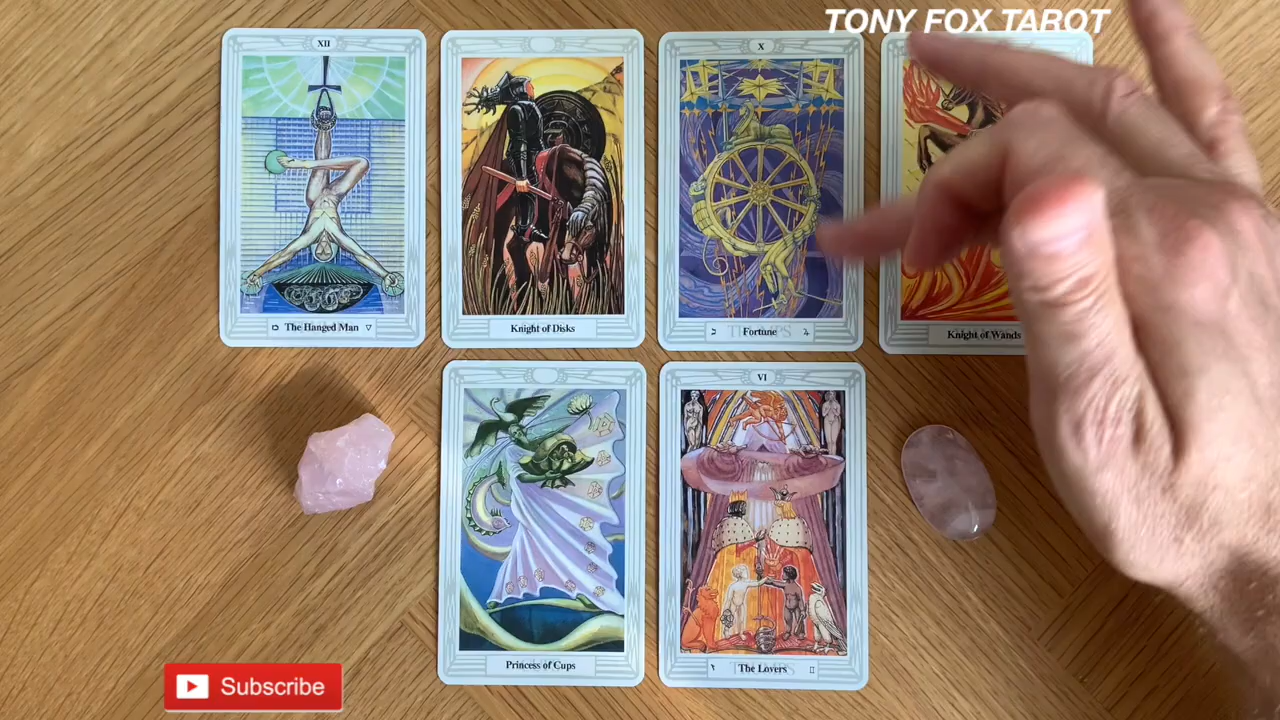 TONY FOX TAROT
XII
X
The Hanged Man
Knight of Disks
Fortune
Knight of Wands
VI
Princess of Cups
The Lovers
Subscribe